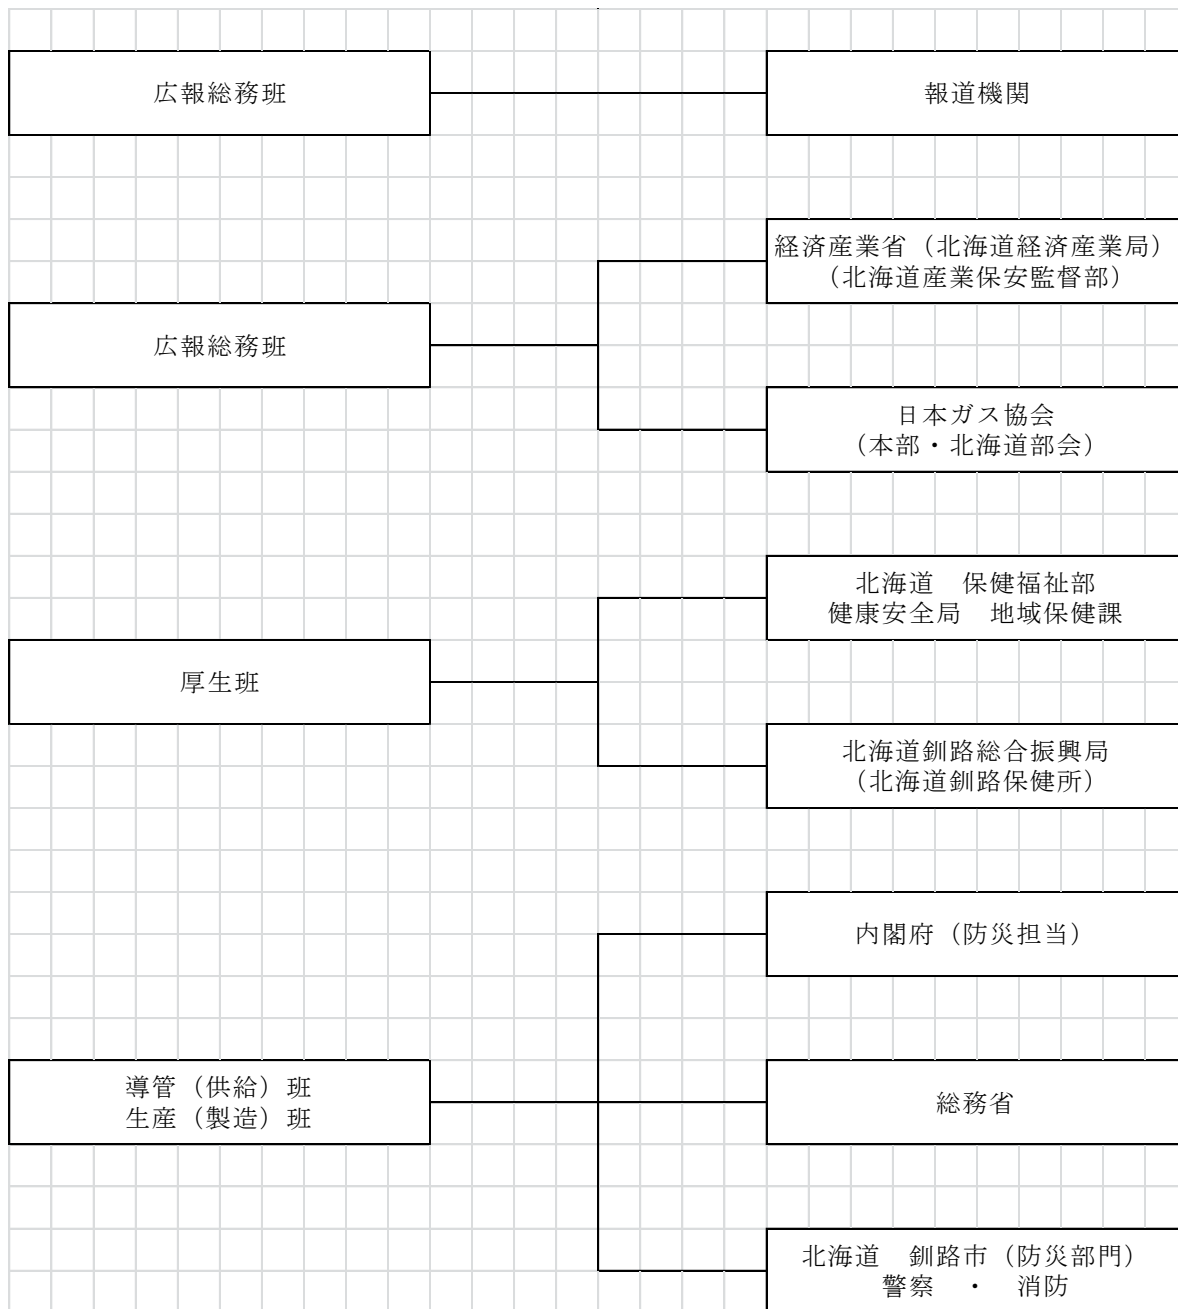 広報総務班
報道機関
経済産業省（北海道経済産業局）
（北海道産業保安監督部）
広報総務班
日本ガス協会
（本部・北海道部会）
北海道　保健福祉部
健康安全局　地域保健課
厚生班
北海道釧路総合振興局
（北海道釧路保健所）
内閣府（防災担当）
導管（供給）班
生産（製造）班
総務省
北海道　釧路市（防災部門）
警察　・　消防